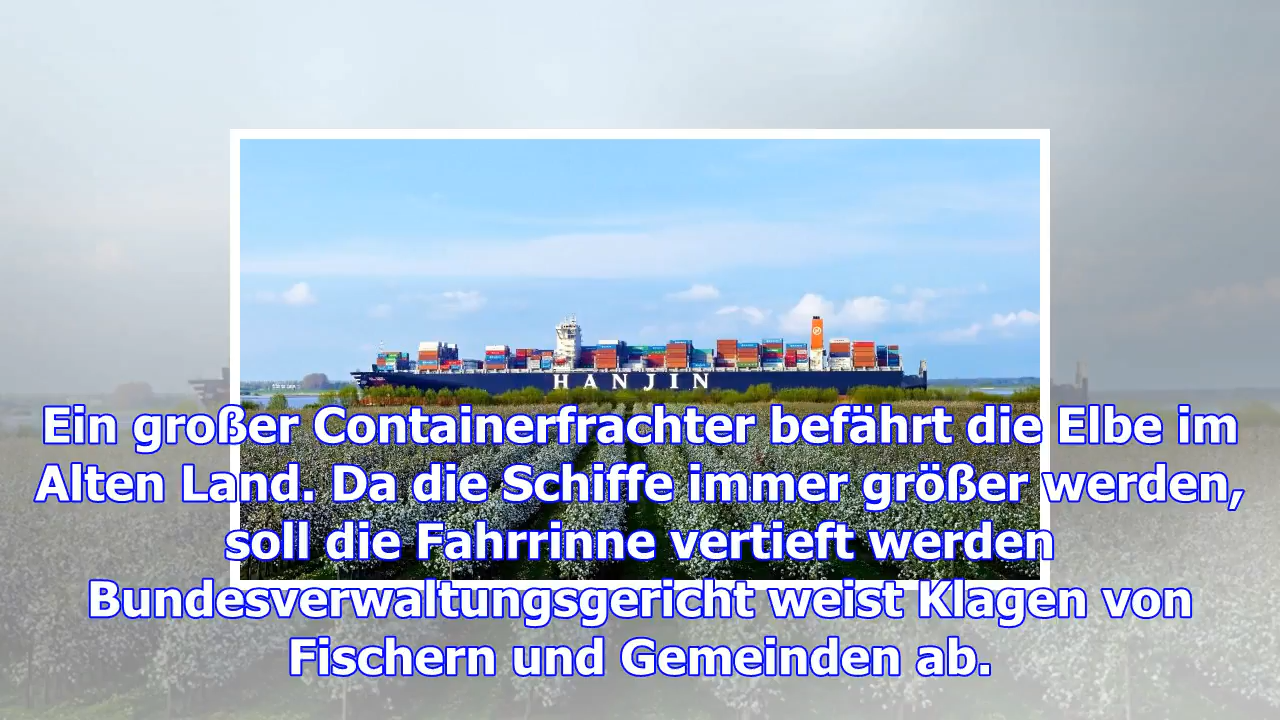 HANJIN
Ein großer Containerfrachter befährt die Elbe im
Alten Land. Da die Schiffe immer größer werden,
soll die Fahrrinne vertieft werden
Bundesverwaltungsgericht weist Klagen von
Fischern und Gemeinden ab.